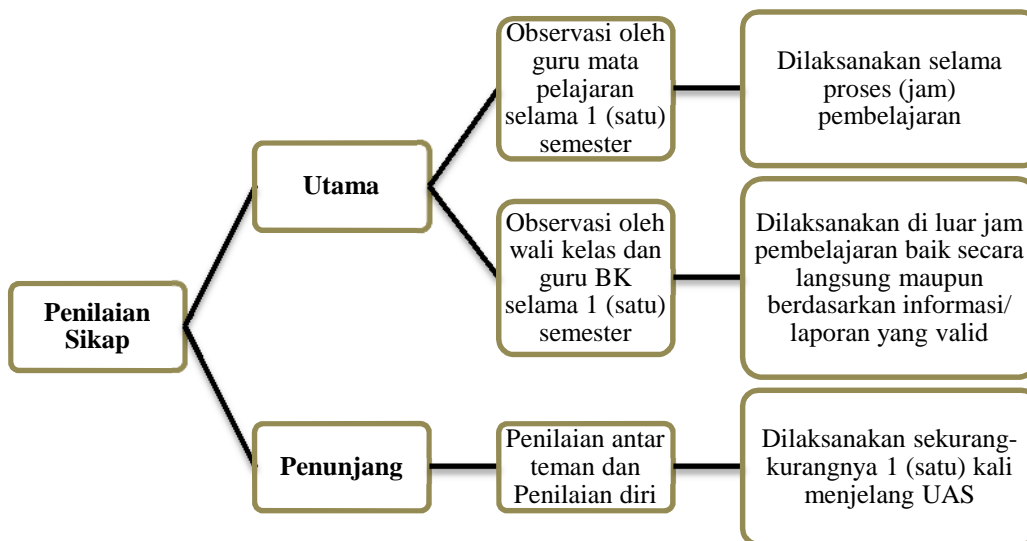 Penilaian
Sikap
Utama
Observasi oleh
guru mata
pelajaran
selama 1 (satu)
semester
Dilaksanakan selama
proses (jam)
pembelajaran
Observasi oleh
wali kelas dan
guru BK
selama 1 (satu)
semester
Dilaksanakan di luar jam
pembelajaran baik secara
langsung maupun
berdasarkan informasi/
laporan yang valid
Penunjang
Penilaian antar
teman dan
Penilaian diri
Dilaksanakan sekurang-
kurangnya 1 (satu) kali
menjelang UAS